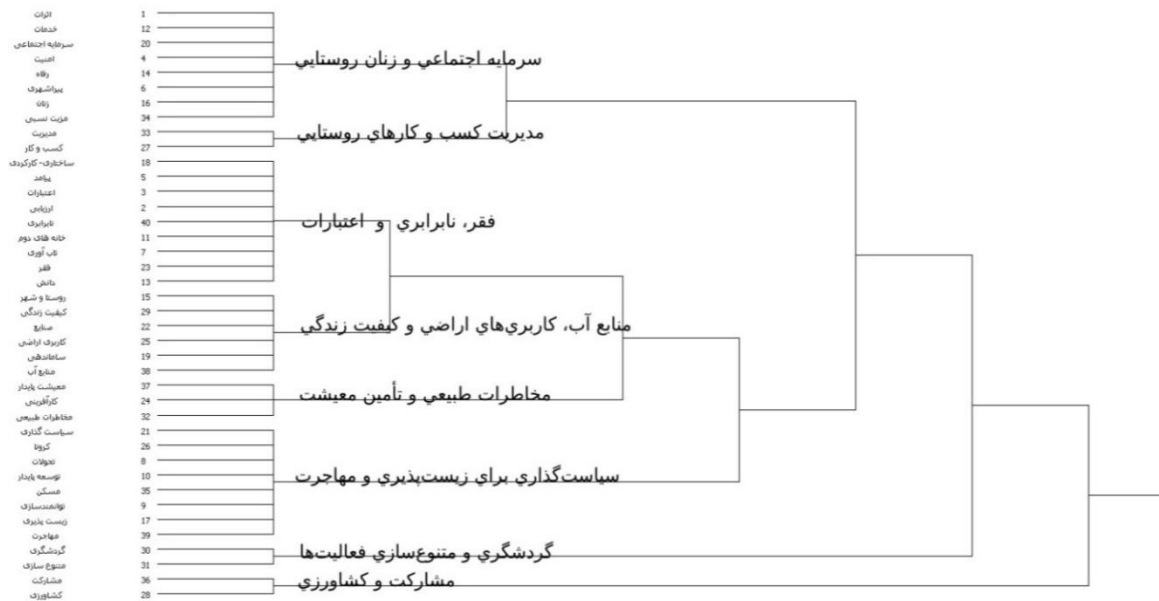 اثرات 1
خدمات 12
سرمایه اجتماعی 20
امنیت 4
رفاه 14
پیراشهری 6
زنان 16
مزیت نسبی 34
مدیریت 33
کسب و کار 27
ساختاری- کارکردی 18
پیامد 5
اعتبارات 3
ارزیابی 2
نابرابری 40
خانه های دوم 11
تاب آوری 7
فقر 23
دانش 13
روستا و شهر 15
کیفیت زندگی 29
منابع 22
کاربری اراضی 25
ساماندهی 19
منابع آب 38
معیشت پایدار 37
کارآفرینی 24
مخاطرات طبیعی 32
سیاست گذاری 21
کرونا 26
تحولات 8
توسعه پایدار 10
مسکن 35
توانمندسازی 9
زیست پذیری 17
مهاجرت 39
گردشگری 30
متنوع سازی 31
مشارکت 36
کشاورزی 28
سرمايه اجتماعي و زنان روستايي
مديريت کسب و کارهاي روستايي
فقر، نابرابري و اعتبارات
منابع آب، کاربري‌هاي اراضي و کيفيت زندگي
مخاطرات طبيعي و تأمين معيشت
سياست‌گذاري براي زيست‌پذيري و مهاجرت
گردشگري و متنوع‌سازي فعاليت‌ها
مشارکت و کشاورزي